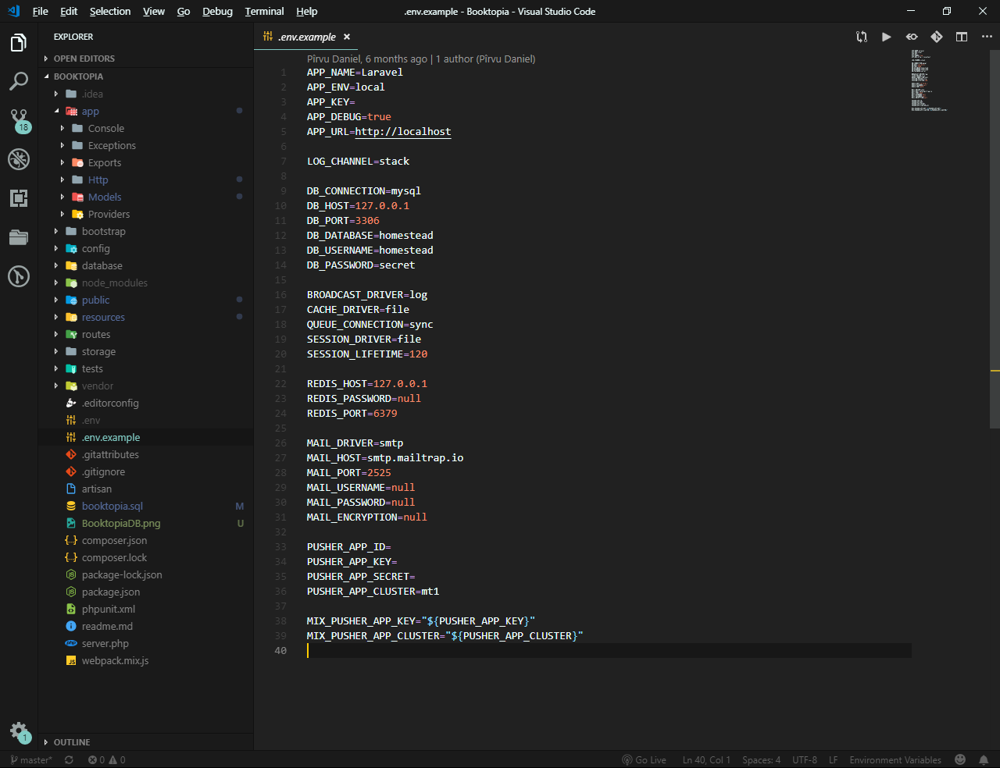 File Edit Selection View Go Debug Terminal Help
.env.example - Booktopia - Visual Studio Code
EXPLORER
OPEN EDITORS
BOOKTOPIA
.idea
app
Console
Exceptions
Exports
Http
Models
Providers
bootstrap
config
database
node_modules
public
resources
routes
storage
tests
vendor
.editorconfig
.env
.env.example
.gitattributes
.gitignore
artisan
booktopia.sql M
BooktopiaDB.png U
composer.json
composer.lock
package-lock.json
package.json
phpunit.xml
readme.md
server.php
webpack.mix.js
OUTLINE
18
1
.env.example
Pîrvu Daniel, 6 months ago | 1 author (Pîrvu Daniel)
1 APP_NAME=Laravel
2 APP_ENV=local
3 APP_KEY=
4 APP_DEBUG=true
5 APP_URL=http://localhost
6
7 LOG_CHANNEL=stack
8
9 DB_CONNECTION=mysql
10 DB_HOST=127.0.0.1
11 DB_PORT=3306
12 DB_DATABASE=homestead
13 DB_USERNAME=homestead
14 DB_PASSWORD=secret
15
16 BROADCAST_DRIVER=log
17 CACHE_DRIVER=file
18 QUEUE_CONNECTION=sync
19 SESSION_DRIVER=file
20 SESSION_LIFETIME=120
21
22 REDIS_HOST=127.0.0.1
23 REDIS_PASSWORD=null
24 REDIS_PORT=6379
25
26 MAIL_DRIVER=smtp
27 MAIL_HOST=smtp.mailtrap.io
28 MAIL_PORT=2525
29 MAIL_USERNAME=null
30 MAIL_PASSWORD=null
31 MAIL_ENCRYPTION=null
32
33 PUSHER_APP_ID=
34 PUSHER_APP_KEY=
35 PUSHER_APP_SECRET=
36 PUSHER_APP_CLUSTER=mt1
37
38 MIX_PUSHER_APP_KEY="${PUSHER_APP_KEY}"
39 MIX_PUSHER_APP_CLUSTER="${PUSHER_APP_CLUSTER}"
40
master* 0 0 Go Live Ln 40, Col 1 Spaces: 4 UTF-8 LF Environment Variables